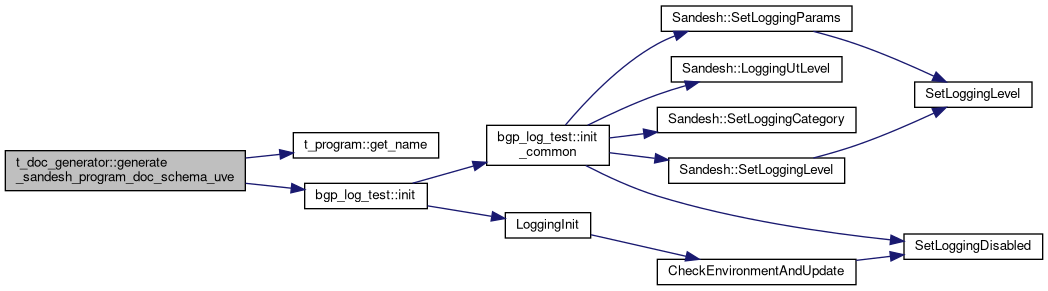 t_doc_generator::generate
_sandesh_program_doc_schema_uve
t_program::get_name
bgp_log_test::init
bgp_log_test::init
_common
LoggingInit
Sandesh::SetLoggingParams
Sandesh::LoggingUtLevel
Sandesh::SetLoggingCategory
Sandesh::SetLoggingLevel
CheckEnvironmentAndUpdate
SetLoggingLevel
SetLoggingDisabled